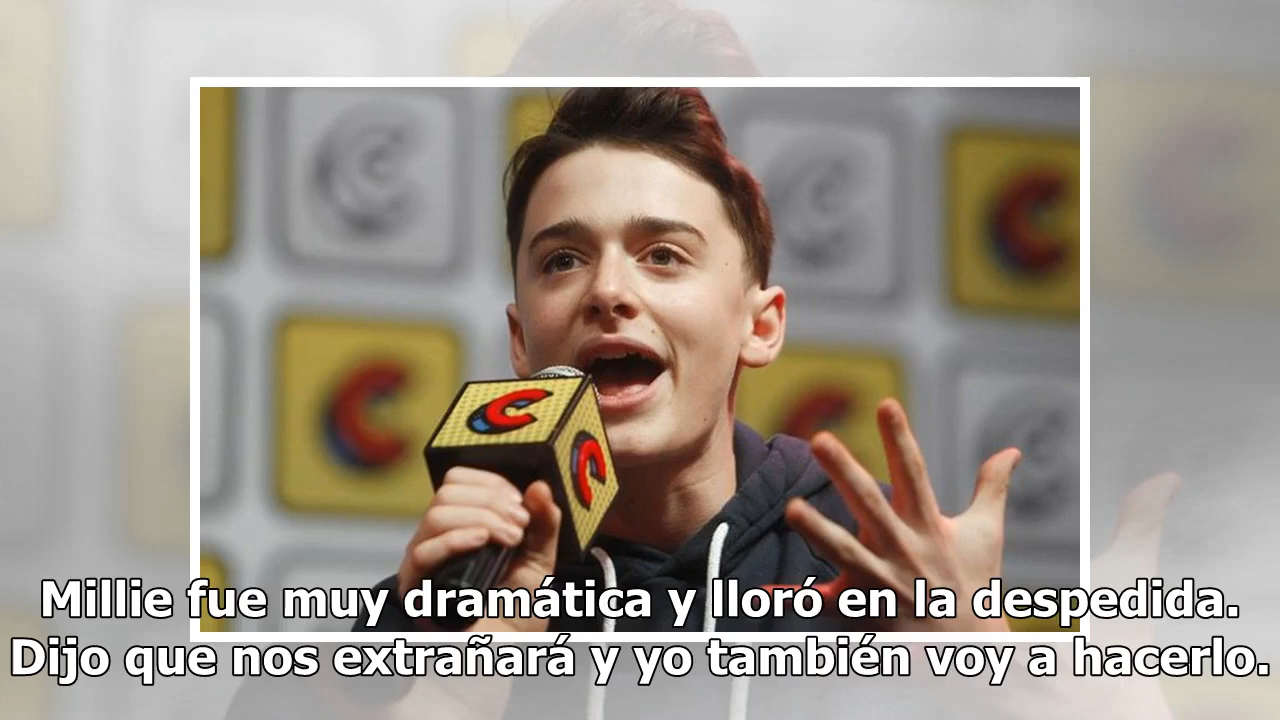 Millie fue muy dramática y lloró en la despedida.
Dijo que nos extrañará y yo también voy a hacerlo.